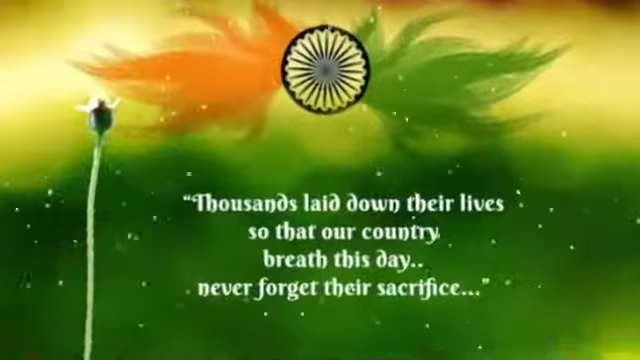 “Thousands laid down their lives
so that our country
breath this day..
never forget their sacrifice...”